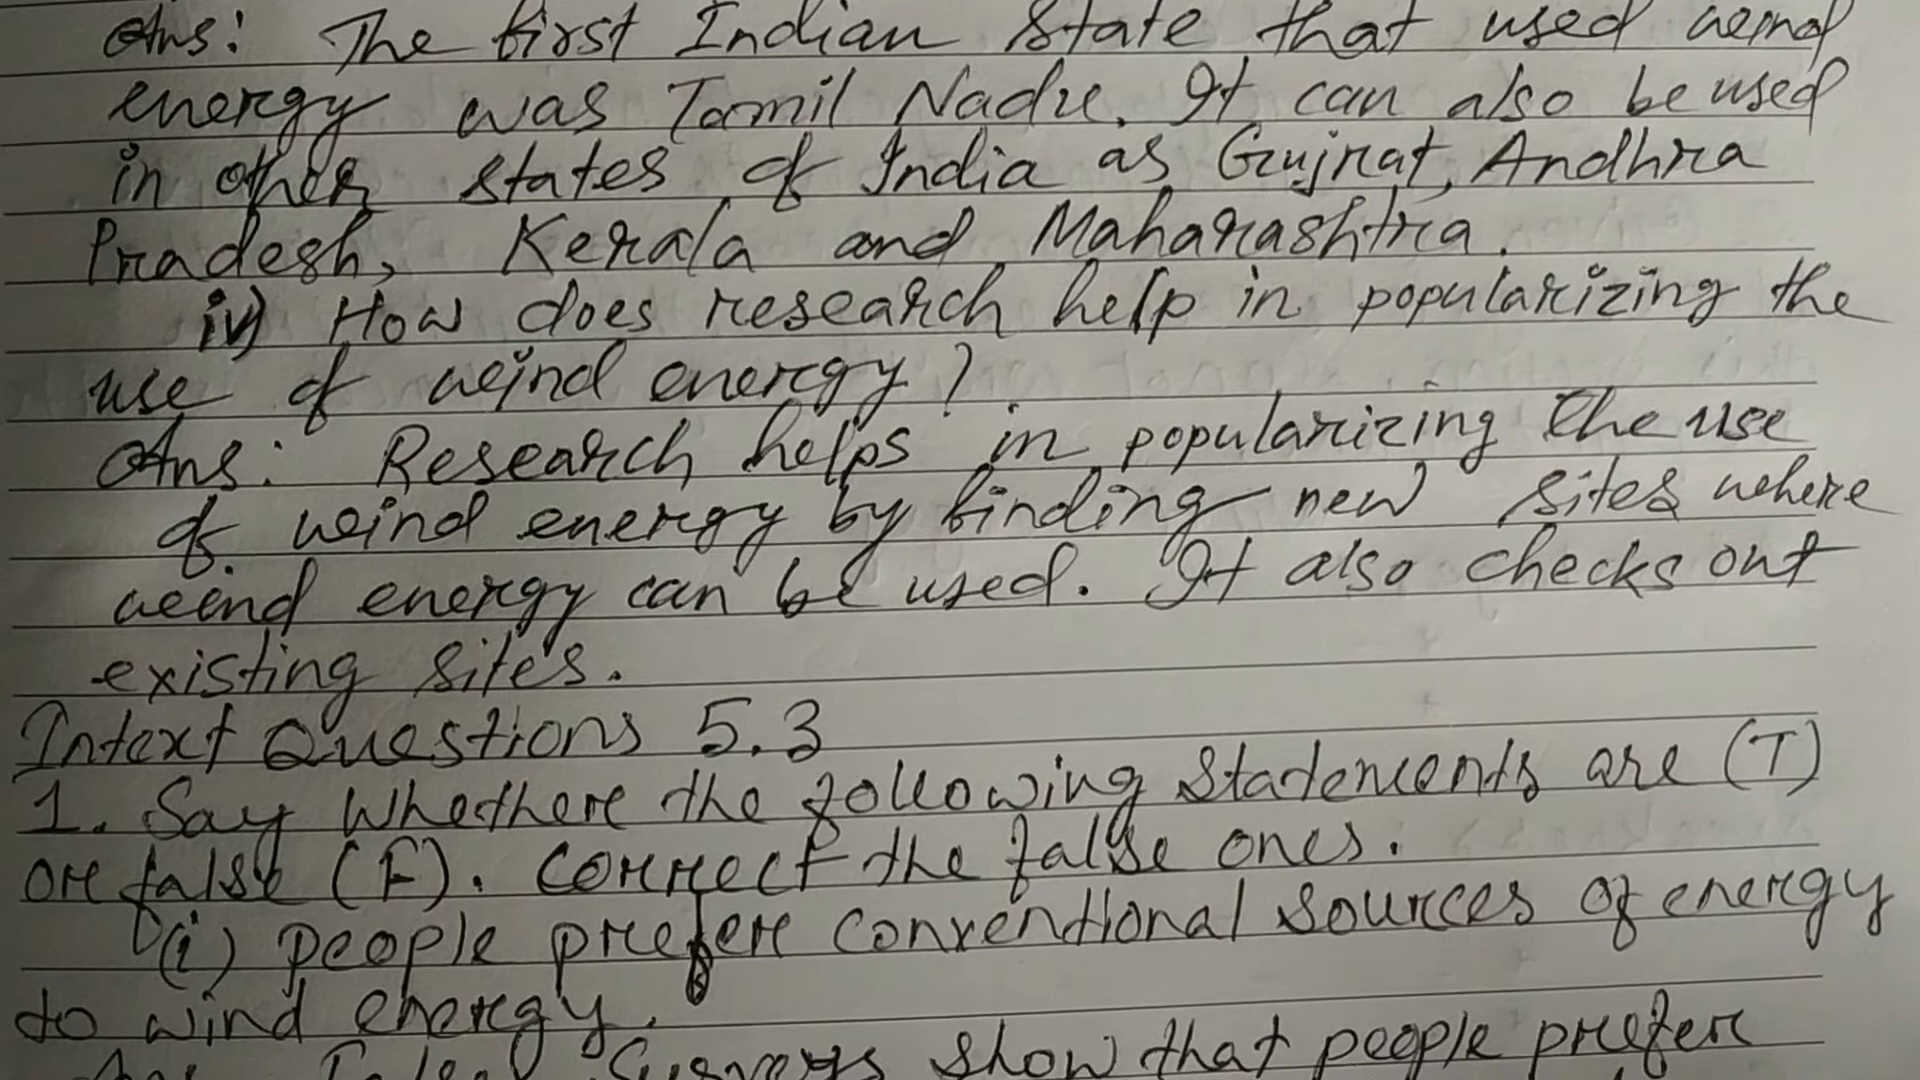 Ans: The first Indian State that used wind
energy was Tamil Nadu. It can also be used
in other states of India as Gujrat, Andhra
Pradesh, Kerala and Maharashtra.
iv) How does research help in popularizing the
use of wind energy?
Ans: Research helps in popularizing the use
of wind energy by finding new sites where
wind energy can be used. It also checks out
existing sites.
Intext Questions 5.3
1. Say Whether the following Statements are (T)
or false (F). Correct the false ones.
(i) people prefer conventional sources of energy
to wind energy.
Ans False Surveys show that people prefer